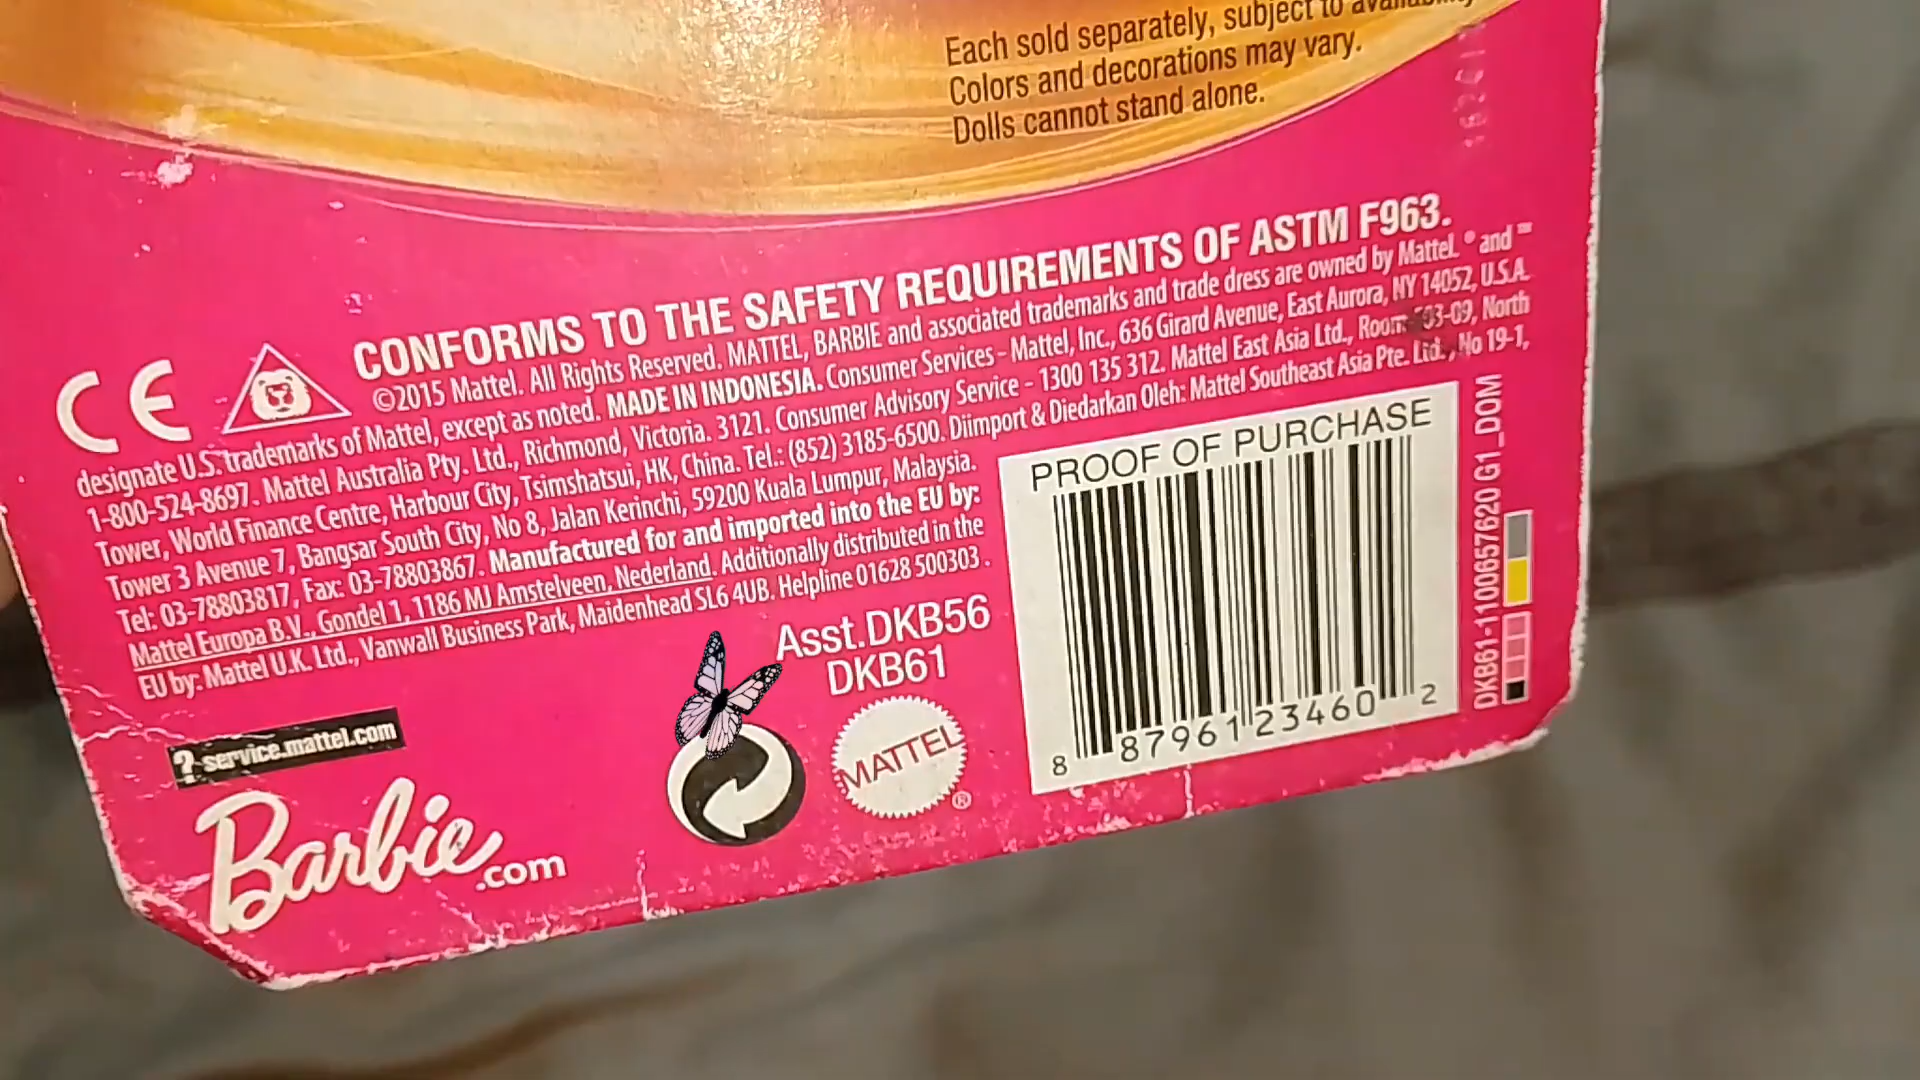 Each sold separately, subject to
Colors and decorations may vary.
Dolls cannot stand alone.
CE
CONFORMS TO THE SAFETY REQUIREMENTS OF ASTM F963.
©2015 Mattel. All Rights Reserved. MATTEL, BARBIE and associated trademarks and trade dress are owned by Mattel. ® and ™
designate U.S. trademarks of Mattel, except as noted. MADE IN INDONESIA. Consumer Services - Mattel, Inc., 636 Girard Avenue, East Aurora, NY 14052, U.S.A.
1-800-524-8697. Mattel Australia Pty. Ltd., Richmond, Victoria. 3121. Consumer Advisory Service - 1300 135 312. Mattel East Asia Ltd., Room 03-09, North
Tower, World Finance Centre, Harbour City, Tsimshatsui, HK, China. Tel.: (852) 3185-6500. Diimport & Diedarkan Oleh: Mattel Southeast Asia Pte. Ltd., No 19-1,
Tower 3 Avenue 7, Bangsar South City, No 8, Jalan Kerinchi, 59200 Kuala Lumpur, Malaysia.
Tel: 03-78803817, Fax: 03-78803867. Manufactured for and imported into the EU by:
Mattel Europa B.V., Gondel 1, 1186 MJ Amstelveen, Nederland. Additionally distributed in the
EU by: Mattel U.K. Ltd., Vanwall Business Park, Maidenhead SL6 4UB. Helpline 01628 500303.
Asst.DKB56
DKB61
? service.mattel.com
Barbie.com
MATTEL®
PROOF OF PURCHASE
8 87961 23460 2
DKB61-1100657620 G1_DOM